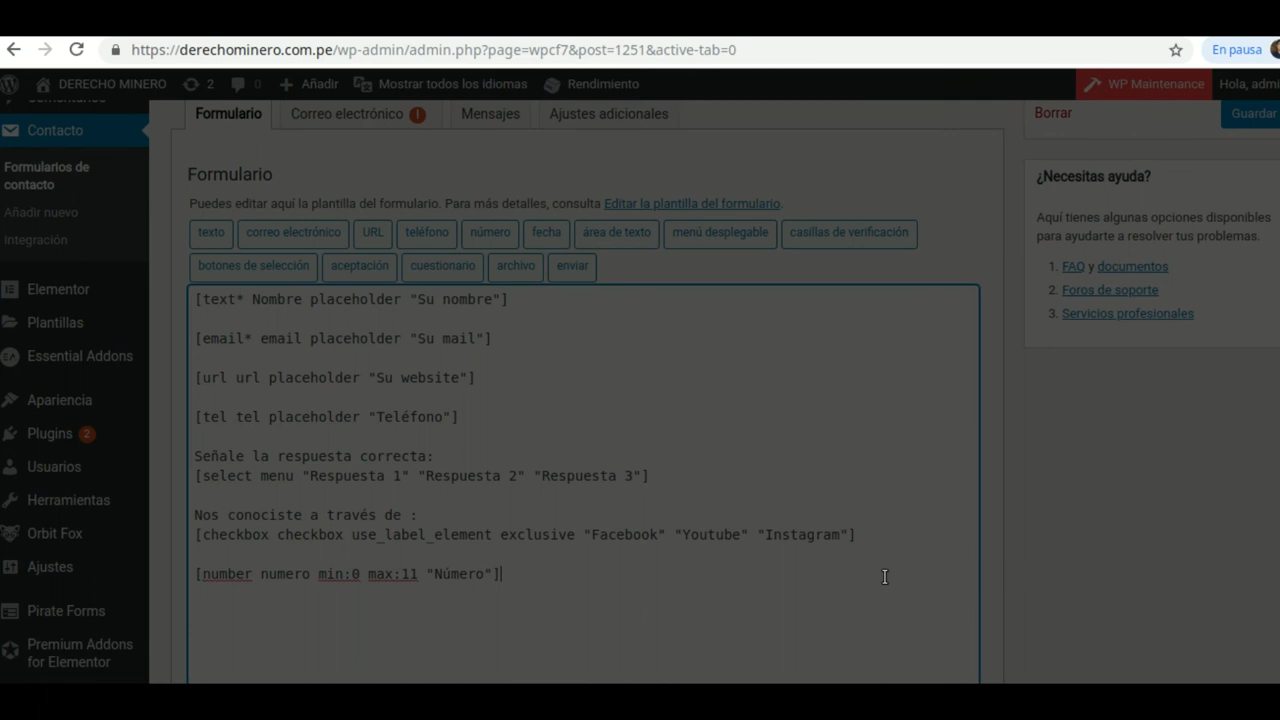 https://derechominero.com.pe/wp-admin/admin.php?page=wpcf7&post=1251&active-tab=0
En pausa
DERECHO MINERO
2
0
Añadir
Mostrar todos los idiomas
Rendimiento
WP Maintenance
Hola, admi
Comentarios
Contacto
Formularios de
contacto
Añadir nuevo
Integración
Elementor
Plantillas
Essential Addons
Apariencia
Plugins 2
Usuarios
Herramientas
Orbit Fox
Ajustes
Pirate Forms
Premium Addons
for Elementor
Formulario
Correo electrónico !
Mensajes
Ajustes adicionales
Formulario
Puedes editar aquí la plantilla del formulario. Para más detalles, consulta Editar la plantilla del formulario.
texto
correo electrónico
URL
teléfono
número
fecha
área de texto
menú desplegable
casillas de verificación
botones de selección
aceptación
cuestionario
archivo
enviar
[text* Nombre placeholder "Su nombre"]
[email* email placeholder "Su mail"]
[url url placeholder "Su website"]
[tel tel placeholder "Teléfono"]
Señale la respuesta correcta:
[select menu "Respuesta 1" "Respuesta 2" "Respuesta 3"]
Nos conociste a través de :
[checkbox checkbox use_label_element exclusive "Facebook" "Youtube" "Instagram"]
[number numero min:0 max:11 "Número"]
Borrar
Guardar
¿Necesitas ayuda?
Aquí tienes algunas opciones disponibles
para ayudarte a resolver tus problemas.
1. FAQ y documentos
2. Foros de soporte
3. Servicios profesionales